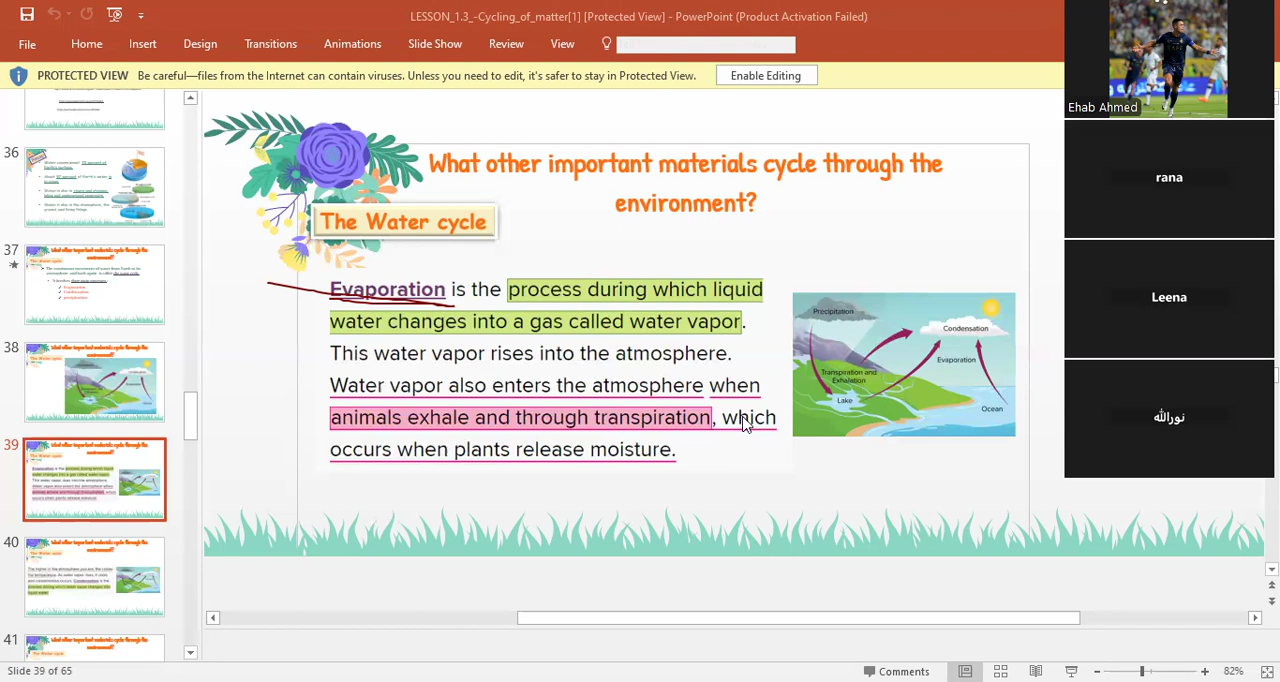 LESSON_1.3_-Cycling_of_matter[1] [Protected View] - PowerPoint (Product Activation Failed)
File Home Insert Design Transitions Animations Slide Show Review View
PROTECTED VIEW Be careful—files from the Internet can contain viruses. Unless you need to edit, it's safer to stay in Protected View. Enable Editing
Ehab Ahmed
rana
Leena
نورالله
36
37
38
39
40
41
What other important materials cycle through the
environment?
The Water cycle
Evaporation is the process during which liquid
water changes into a gas called water vapor.
This water vapor rises into the atmosphere.
Water vapor also enters the atmosphere when
animals exhale and through transpiration, which
occurs when plants release moisture.
Precipitation
Condensation
Evaporation
Transpiration and
Exhalation
Lake
Ocean
Slide 39 of 65
Comments
82%